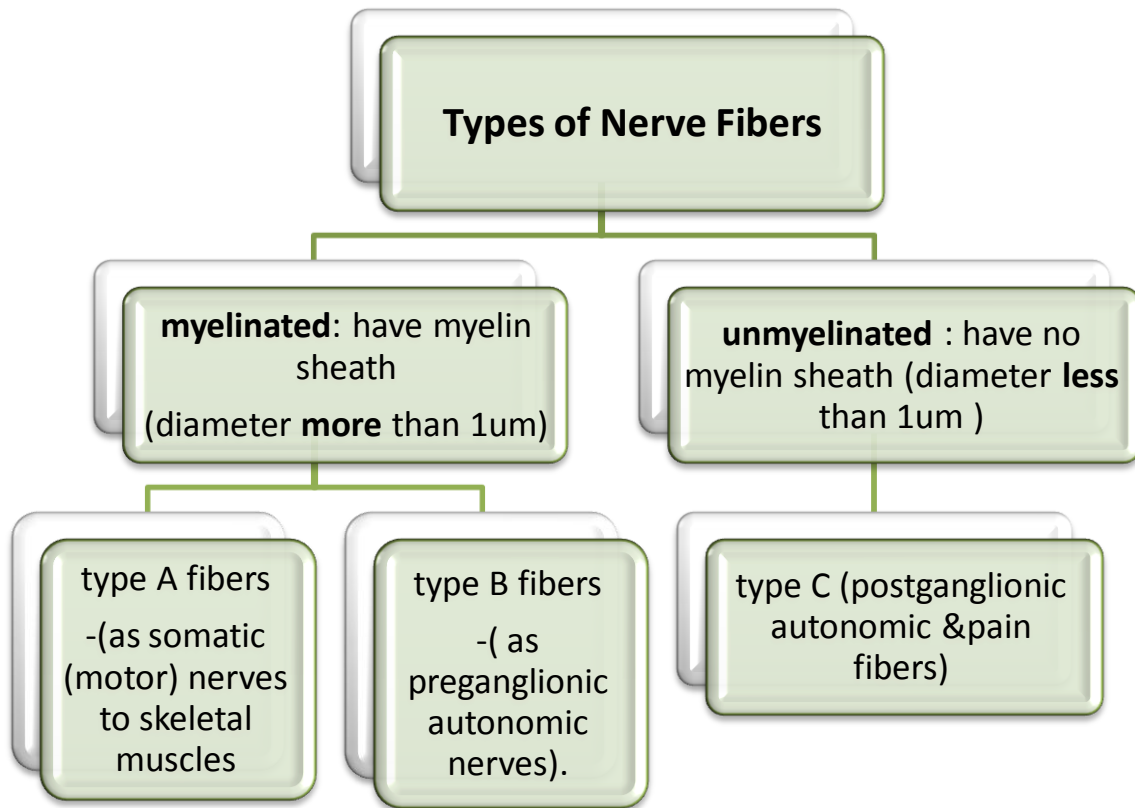 Types of Nerve Fibers
myelinated: have myelin
sheath
(diameter more than 1um)
unmyelinated : have no
myelin sheath (diameter less
than 1um )
type A fibers
-(as somatic
(motor) nerves
to skeletal
muscles
type B fibers
-( as
preganglionic
autonomic
nerves).
type C (postganglionic
autonomic &pain
fibers)